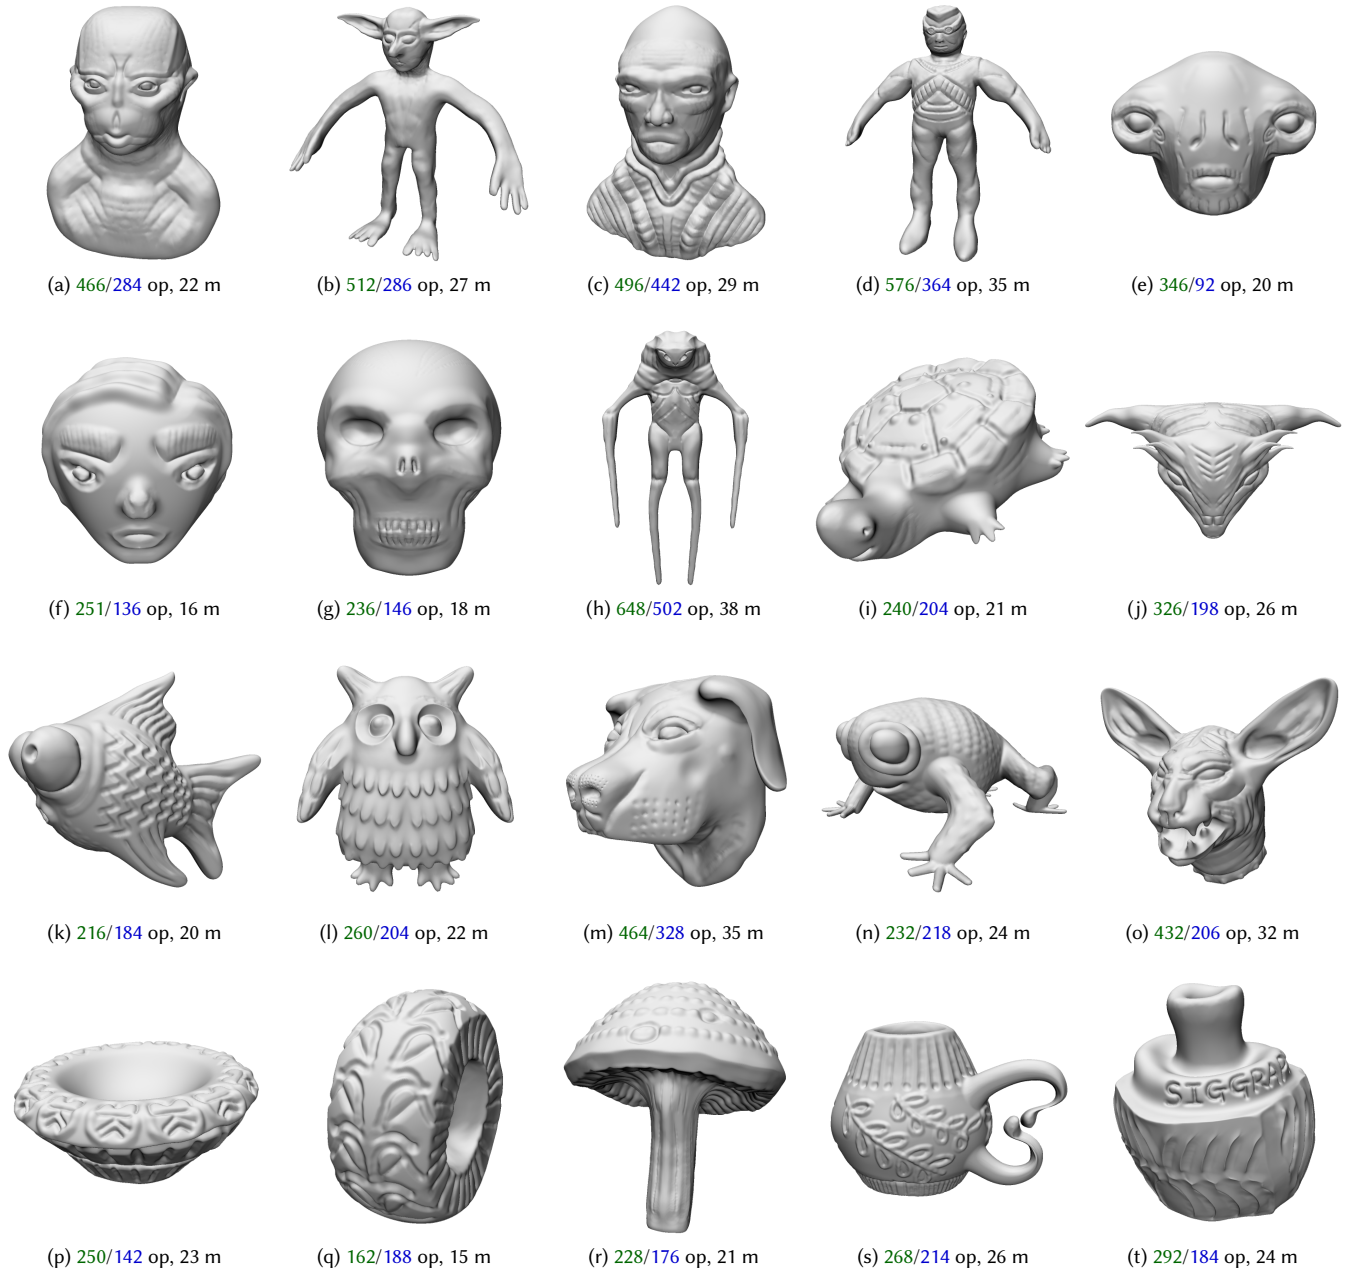 (a) 466/284 op, 22 m
(b) 512/286 op, 27 m
(c) 496/442 op, 29 m
(d) 576/364 op, 35 m
(e) 346/92 op, 20 m
(f) 251/136 op, 16 m
(g) 236/146 op, 18 m
(h) 648/502 op, 38 m
(i) 240/204 op, 21 m
(j) 326/198 op, 26 m
(k) 216/184 op, 20 m
(l) 260/204 op, 22 m
(m) 464/328 op, 35 m
(n) 232/218 op, 24 m
(o) 432/206 op, 32 m
SIGGRAP
(p) 250/142 op, 23 m
(q) 162/188 op, 15 m
(r) 228/176 op, 21 m
(s) 268/214 op, 26 m
(t) 292/184 op, 24 m